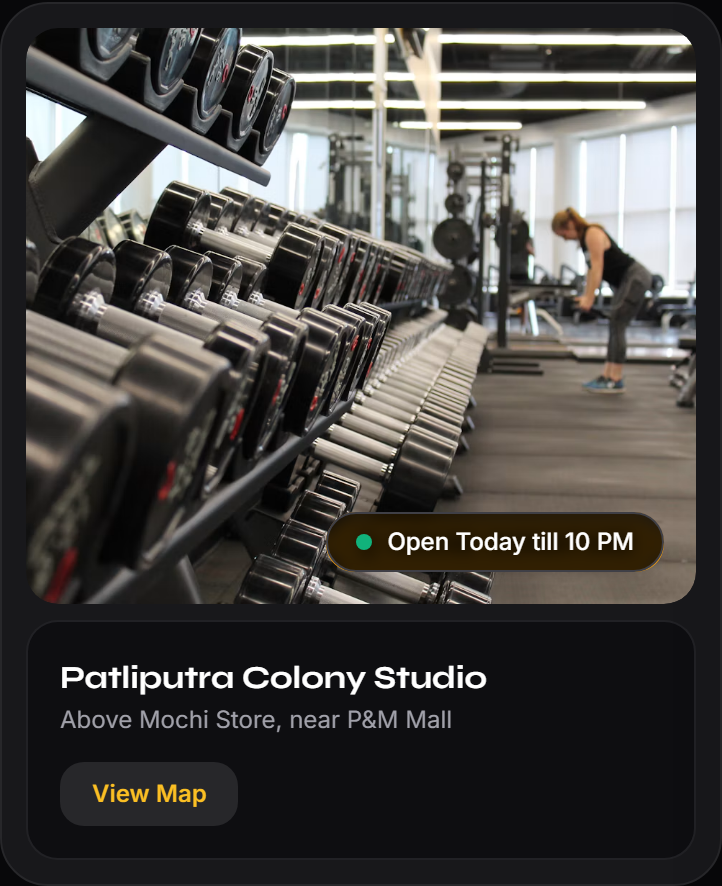 Open Today till 10 PM
Patliputra Colony Studio
Above Mochi Store, near P&M Mall
View Map